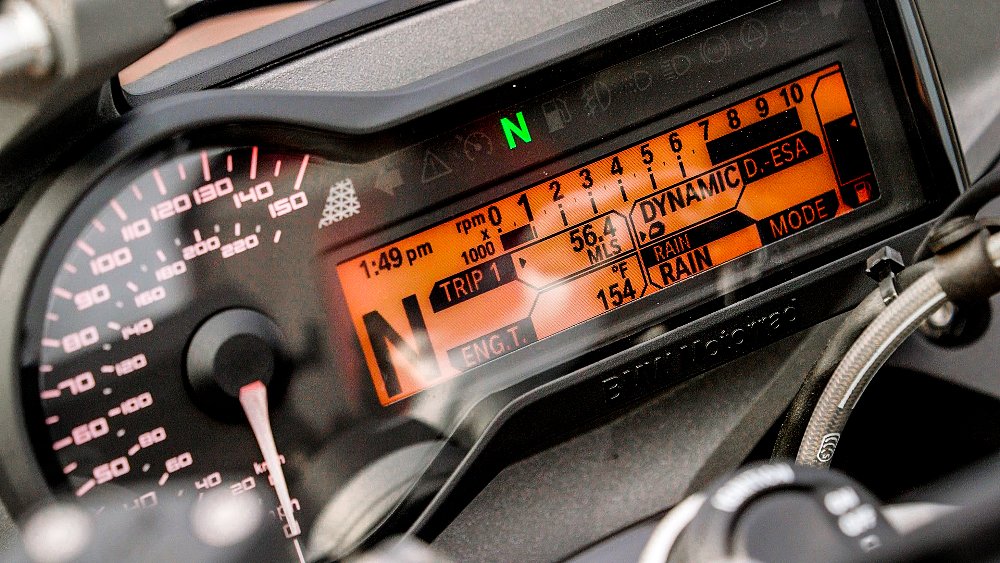 N
rpm x 1000 0 1 2 3 4 5 6 7 8 9 10
1:49 pm
TRIP 1 56.4 MLS
DYNAMIC D.-ESA
N
ENG.T. 154 °F
RAIN
RAIN
MODE
BMW Motorrad
150
140
130
120
110
100
90
80
70
60
50
220
200
180
160
140
120
100
80
60
40
20